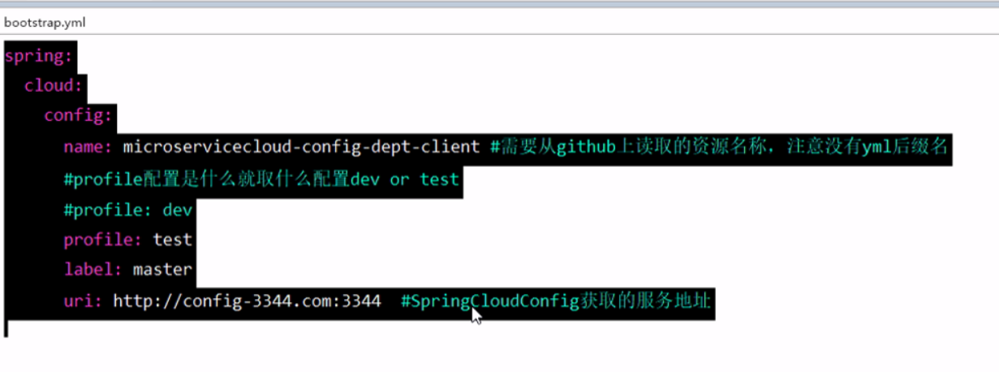 bootstrap.yml
spring:
cloud:
config:
name: microservicecloud-config-dept-client #需要从github上读取的资源名称，注意没有yml后缀名
#profile配置是什么就取什么配置dev or test
#profile: dev
profile: test
label: master
uri: http://config-3344.com:3344 #SpringCloudConfig获取的服务地址